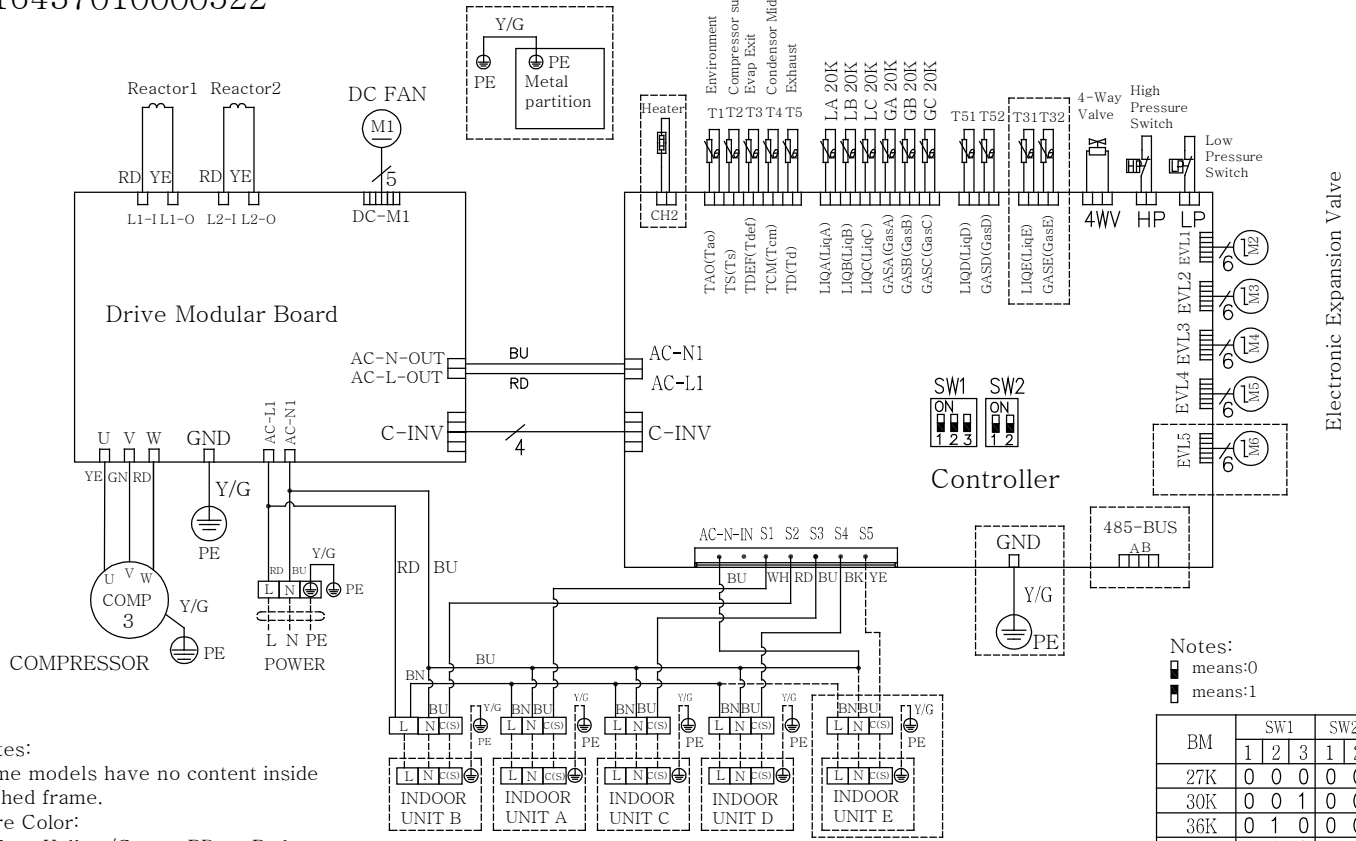 Y/G
PE
PE
Metal
partition
Reactor1 Reactor2
DC FAN
M1
5
RD YE RD YE
L1-I L1-O L2-I L2-O
DC-M1
Drive Modular Board
AC-N-OUT
AC-L-OUT
C-INV
BU
RD
4
AC-N1
AC-L1
C-INV
U V W GND
AC-L1
AC-N1
YE GN RD
Y/G
PE
U V W
COMP
3
Y/G
PE
COMPRESSOR
RD BU Y/G
L N PE
L N PE
POWER
RD BU
Heater
CH2
Environment
Evap Exit
Exhaust
T1 T2 T3 T4 T5
LA 20K
LB 20K
LC 20K
GA 20K
GB 20K
GC 20K
T51 T52
T31 T32
4-Way
Valve
High
Pressure
Switch
Low
Pressure
Switch
HP
LP
TAO(Tao)
TS(Ts)
TDEF(Tdef)
TCM(Tcm)
TD(Td)
LIQA(LiqA)
LIQB(LiqB)
LIQC(LiqC)
GASA(GasA)
GASB(GasB)
GASC(GasC)
LIQD(LiqD)
GASD(GasD)
LIQE(LiqE)
GASE(GasE)
4WV HP LP
EVL1 6 M2
EVL2 6 M3
EVL3 6 M4
EVL4 6 M5
EVL5 6 M6
Electronic Expansion Valve
SW1 SW2
ON ON
1 2 3 1 2
Controller
AC-N-IN S1 S2 S3 S4 S5
BU WH RD BU BK YE
GND
Y/G
PE
485-BUS
A B
BU
BN
BU Y/G BN BU Y/G BN BU Y/G BN BU Y/G BN BU Y/G
L N C(S) PE L N C(S) PE L N C(S) PE L N C(S) PE L N C(S) PE
L N C(S) L N C(S) L N C(S) L N C(S) L N C(S)
INDOOR INDOOR INDOOR INDOOR INDOOR
UNIT B UNIT A UNIT C UNIT D UNIT E
Notes:
means:0
means:1
BM SW1
1 2 3 1
27K 0 0 0 0
30K 0 0 1 0
36K 0 1 0 0
models have no content inside
frame.
Color: